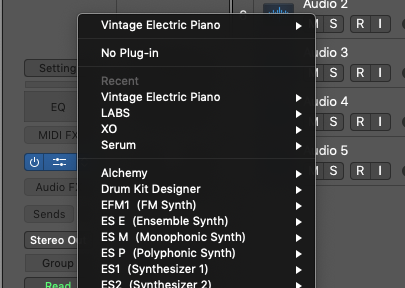 Audio 2
Vintage Electric Piano
S R I
No Plug-in
Setting
Recent
Audio 3
Vintage Electric Piano
S R I
EQ
LABS
Audio 4
XO
MIDI FX
S R I
Serum
Audio 5
Alchemy
S R I
Audio FX
Drum Kit Designer
EFM1 (FM Synth)
Sends
ES E (Ensemble Synth)
ES M (Monophonic Synth)
Stereo
ES P (Polyphonic Synth)
Group
ES1 (Synthesizer 1)
Read
ES2 (Synthesizer 2)